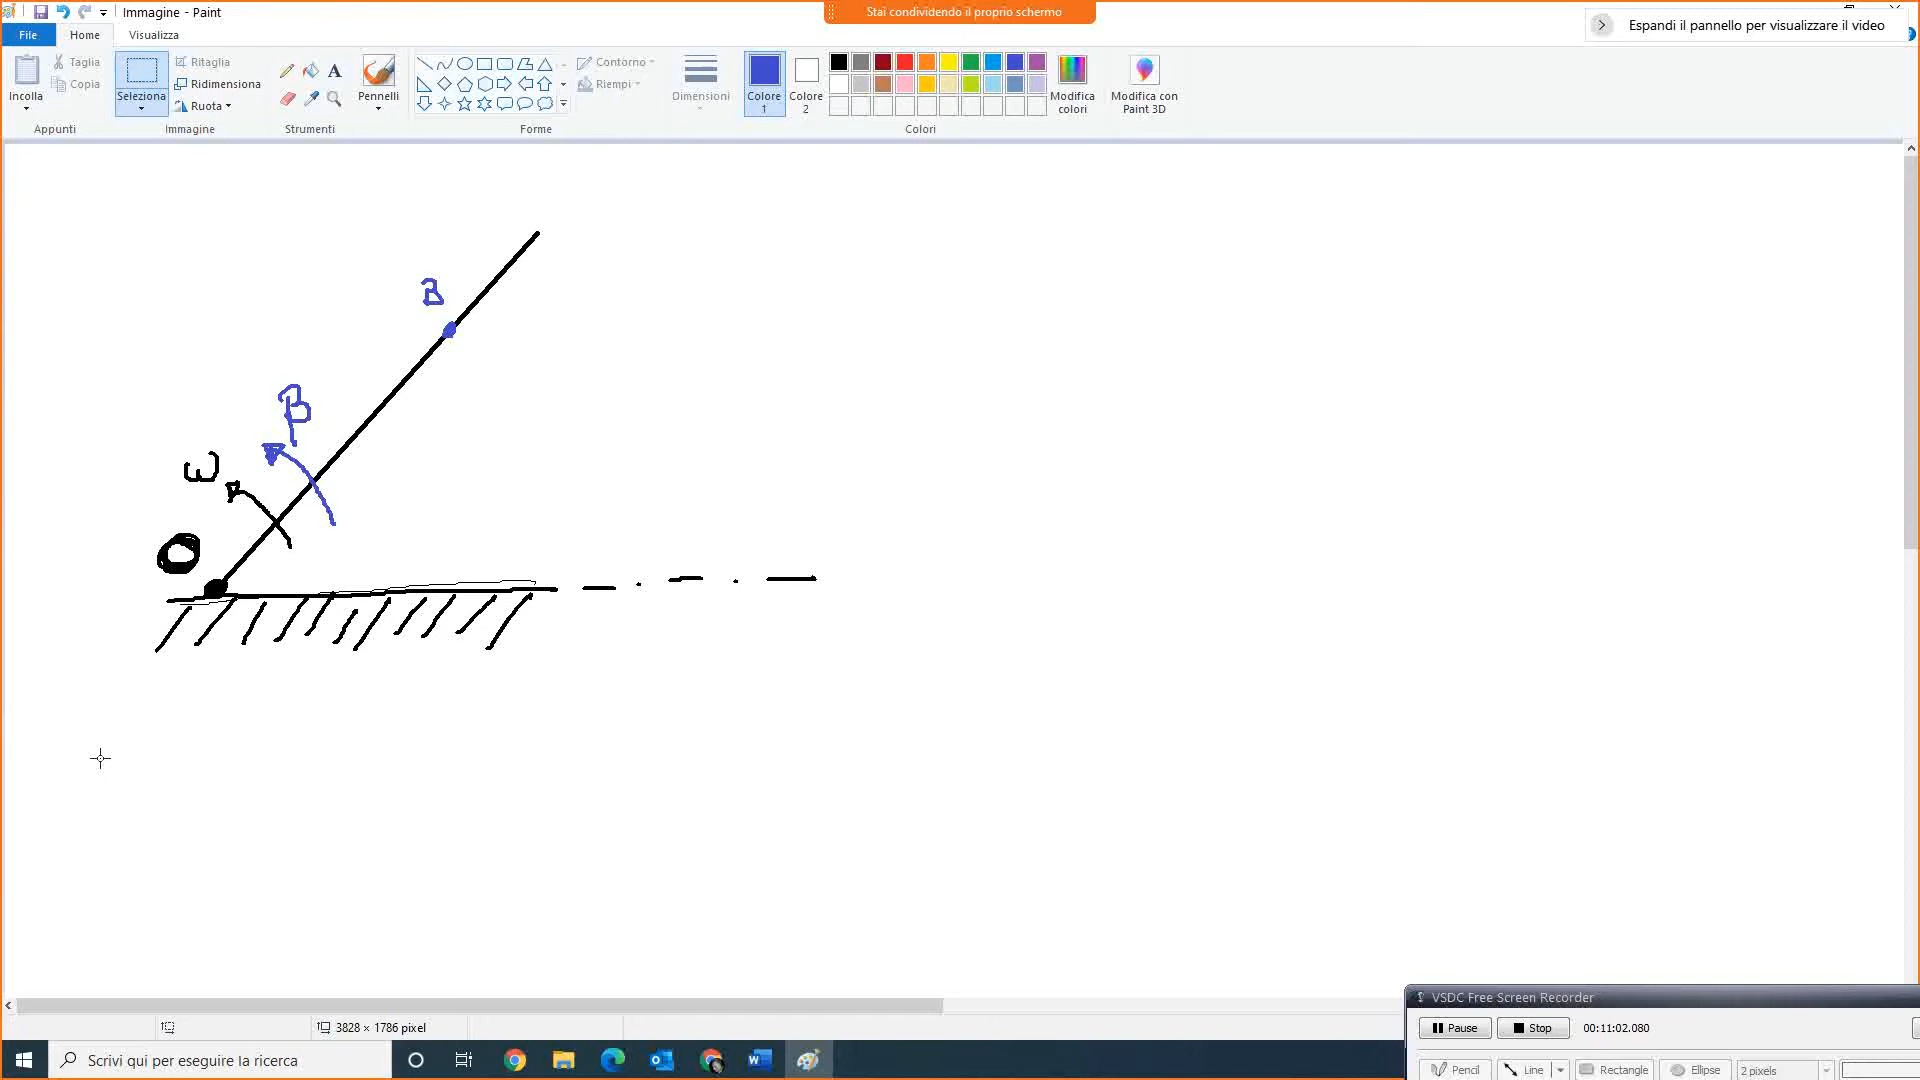 Immagine - Paint
Stai condividendo il proprio schermo
Espandi il pannello per visualizzare il video
File Home Visualizza
Incolla
Taglia
Copia
Appunti
Seleziona
Ritaglia
Ridimensiona
Ruota
Immagine
A
Strumenti
Pennelli
Contorno
Riempi
Forme
Dimensioni
Colore 1
Colore 2
Modifica colori
Modifica con Paint 3D
Colori
B
β
ω
O
3828 × 1786 pixel
VSDC Free Screen Recorder
Pause Stop 00:11:02.080
Pencil Line Rectangle Ellipse 2 pixels
Scrivi qui per eseguire la ricerca